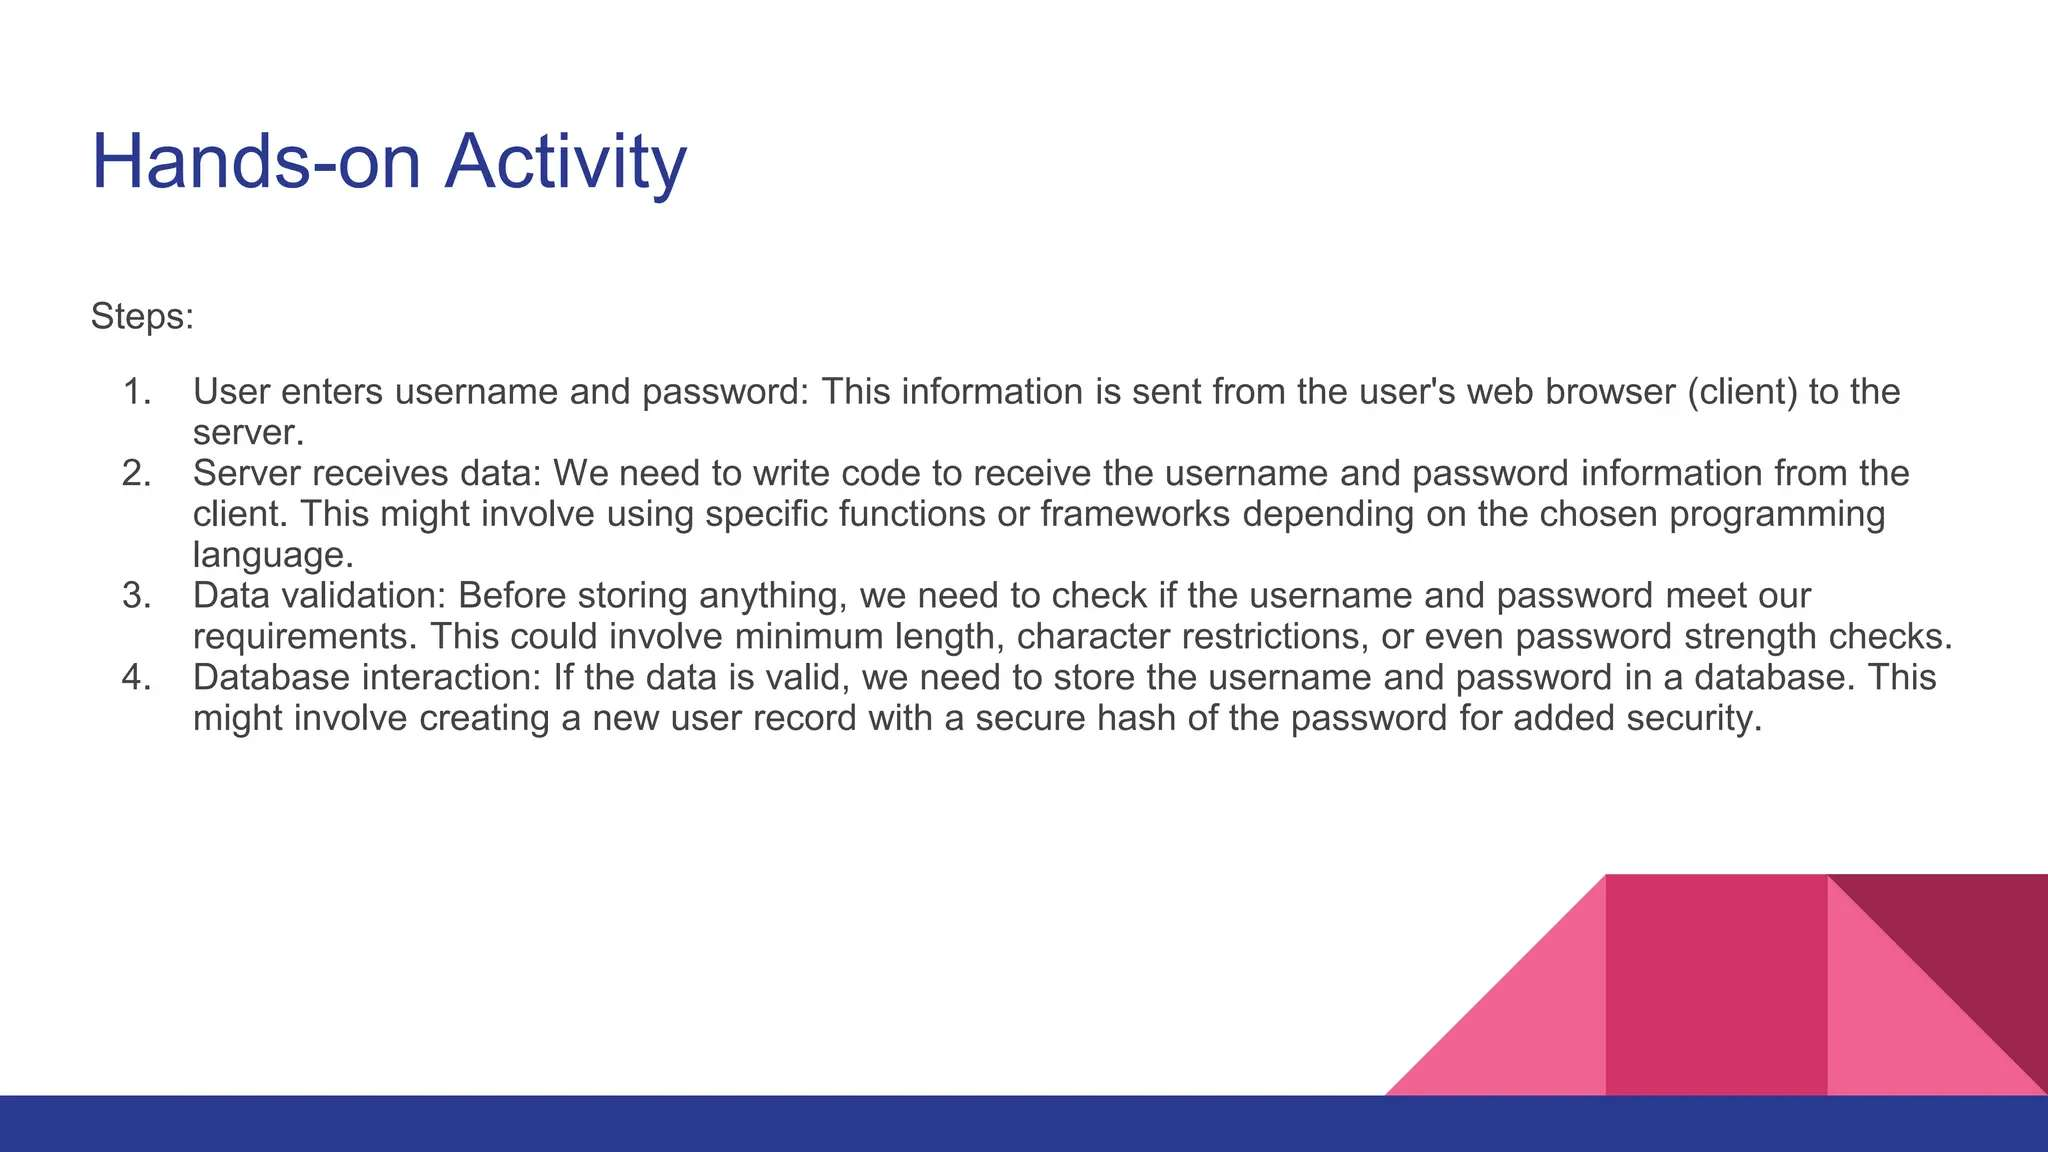 Hands-on Activity
Steps:
1. User enters username and password: This information is sent from the user's web browser (client) to the
server.
2. Server receives data: We need to write code to receive the username and password information from the
client. This might involve using specific functions or frameworks depending on the chosen programming
language.
3. Data validation: Before storing anything, we need to check if the username and password meet our
requirements. This could involve minimum length, character restrictions, or even password strength checks.
4. Database interaction: If the data is valid, we need to store the username and password in a database. This
might involve creating a new user record with a secure hash of the password for added security.